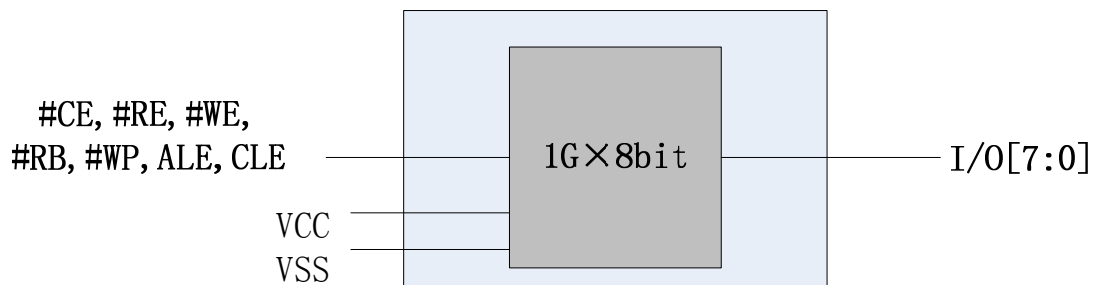 #CE, #RE, #WE,
#RB, #WP, ALE, CLE
1G×8bit
I/O[7:0]
VCC
VSS